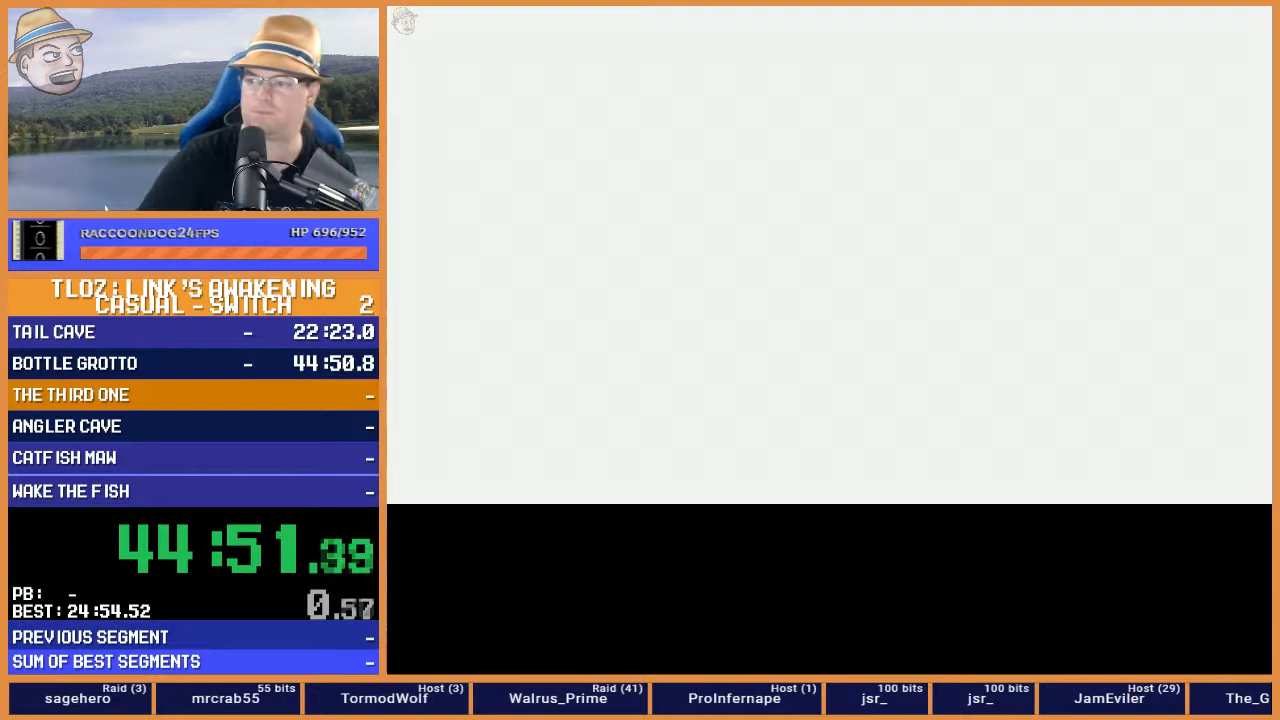 RACCOONDOG24FPS HP 696/952
TLOZ: LINK'S AWAKENING
CASUAL - SWITCH 2
TAIL CAVE - 22:23.0
BOTTLE GROTTO - 44:50.8
THE THIRD ONE -
ANGLER CAVE -
CATFISH MAW -
WAKE THE FISH -
44:51.39
PB: -
0.57
BEST: 24:54.52
PREVIOUS SEGMENT -
SUM OF BEST SEGMENTS -
Raid (3)
sagehero
55 bits
mrcrab55
Host (3)
TormodWolf
Raid (41)
Walrus_Prime
Host (1)
ProInfernape
100 bits
jsr_
100 bits
jsr_
Host (29)
JamEviler
The_G